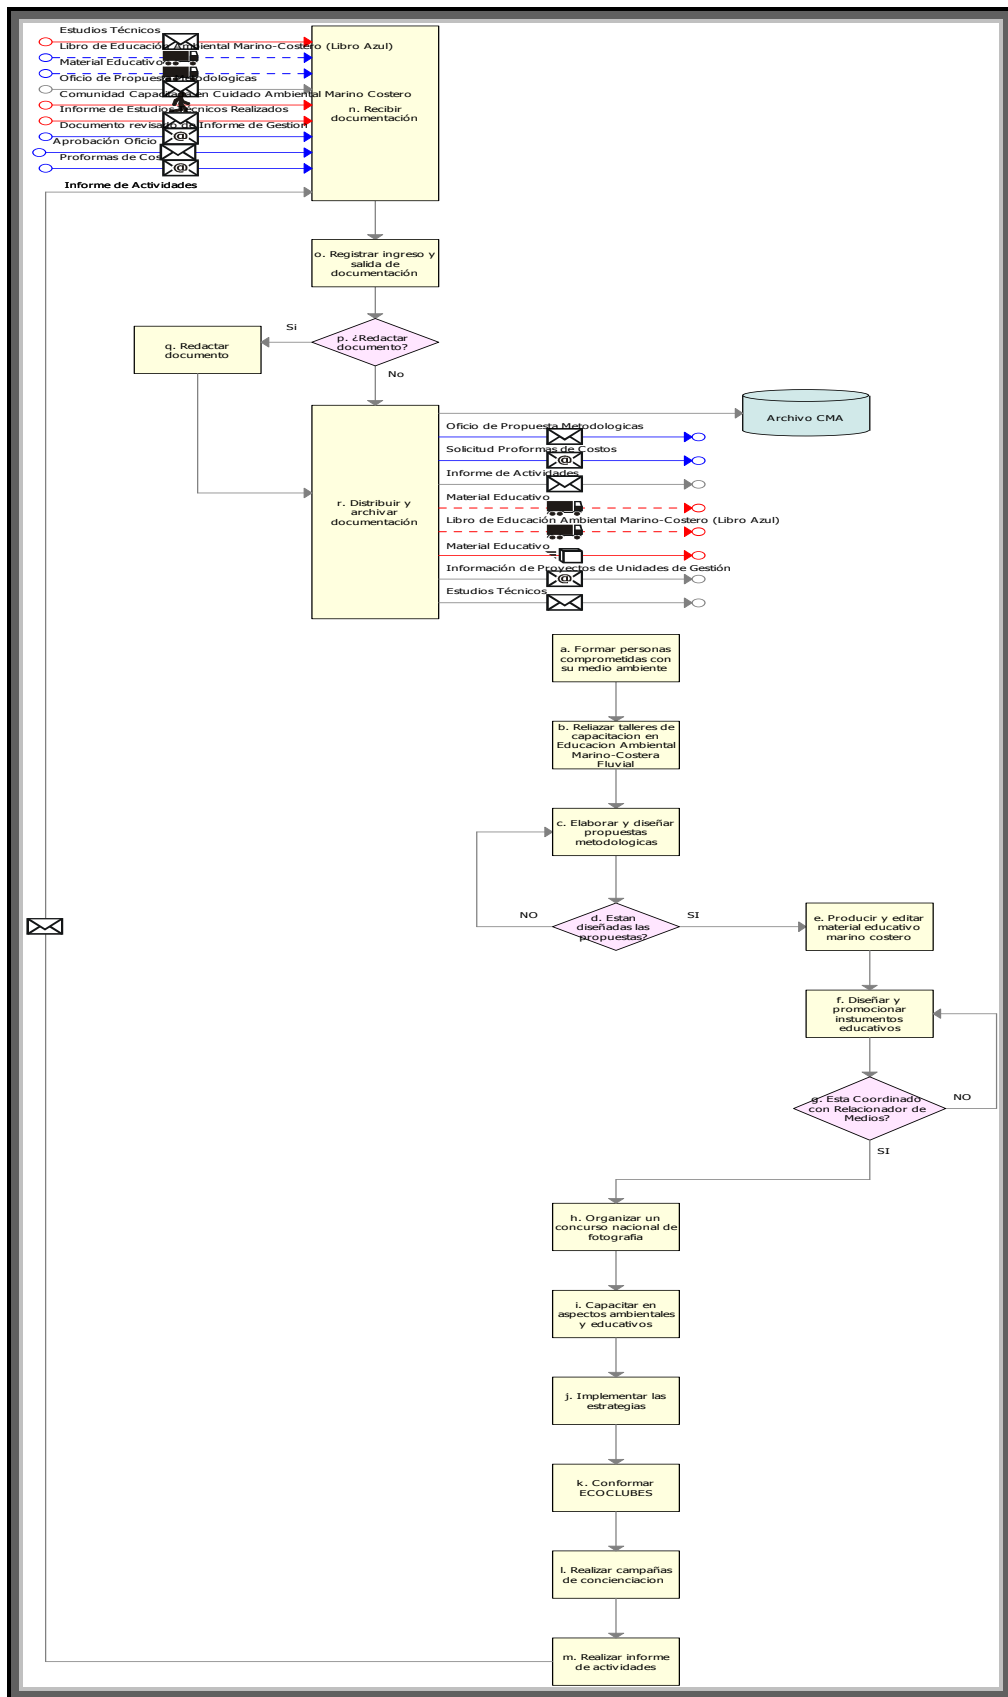 Estudios Técnicos
Libro de Educación Ambiental Marino-Costero (Libro Azul)
Material Educativo
Oficio de Propuesta Metodologicas
Comunidad Capacitada en Cuidado Ambiental Marino Costero
Informe de Estudios Técnicos Realizados
Documento revisado de Informe de Gestión
Aprobación Oficio
Proformas de Cos
Informe de Actividades
n. Recibir
documentación
o. Registrar ingreso y
salida de
documentación
p. ¿Redactar
documento?
Si
No
q. Redactar
documento
r. Distribuir y
archivar
documentación
Archivo CMA
Oficio de Propuesta Metodologicas
Solicitud Proformas de Costos
@
Informe de Actividades
Material Educativo
Libro de Educación Ambiental Marino-Costero (Libro Azul)
Material Educativo
Información de Proyectos de Unidades de Gestión
@
Estudios Técnicos
a. Formar personas
comprometidas con
su medio ambiente
b. Reliazar talleres de
capacitacion en
Educacion Ambiental
Marino-Costera
Fluvial
c. Elaborar y diseñar
propuestas
metodologicas
d. Estan
diseñadas las
propuestas?
NO
SI
e. Producir y editar
material educativo
marino costero
f. Diseñar y
promocionar
instumentos
educativos
g. Esta Coordinado
con Relacionador de
Medios?
NO
SI
h. Organizar un
concurso nacional de
fotografia
i. Capacitar en
aspectos ambientales
y educativos
j. Implementar las
estrategias
k. Conformar
ECOCLUBES
l. Realizar campañas
de concienciacion
m. Realizar informe
de actividades